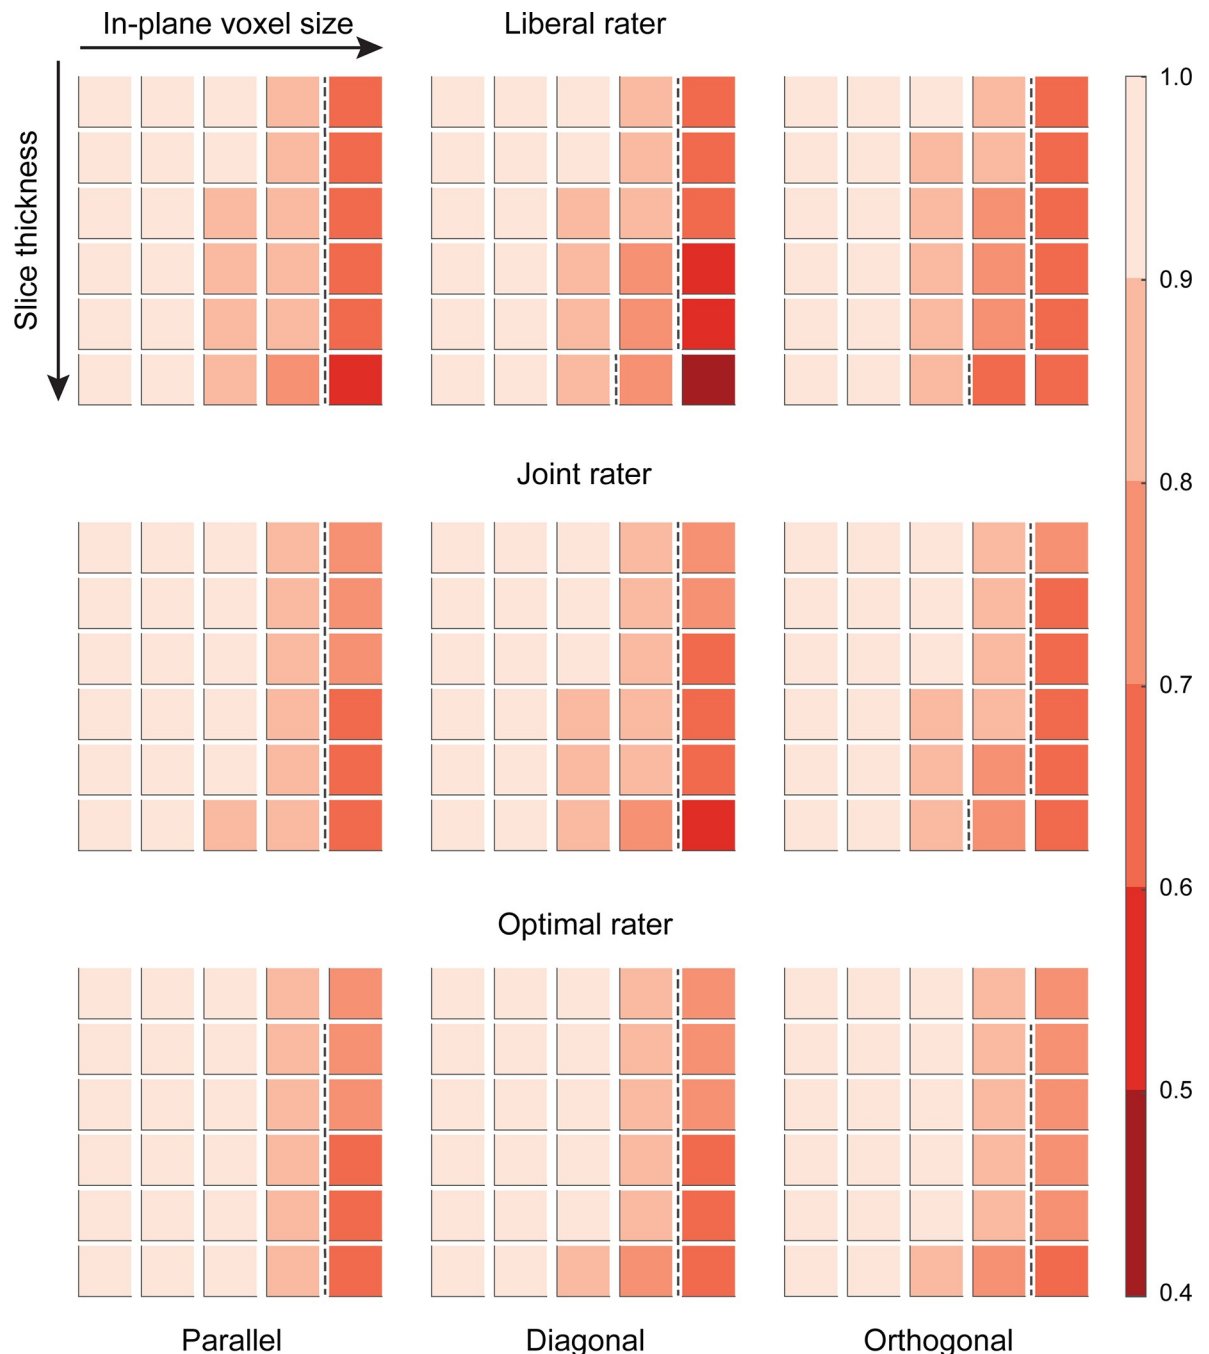 In-plane voxel size
Liberal rater
Slice thickness
Joint rater
Optimal rater
Parallel
Diagonal
Orthogonal
1.0
0.9
0.8
0.7
0.6
0.5
0.4